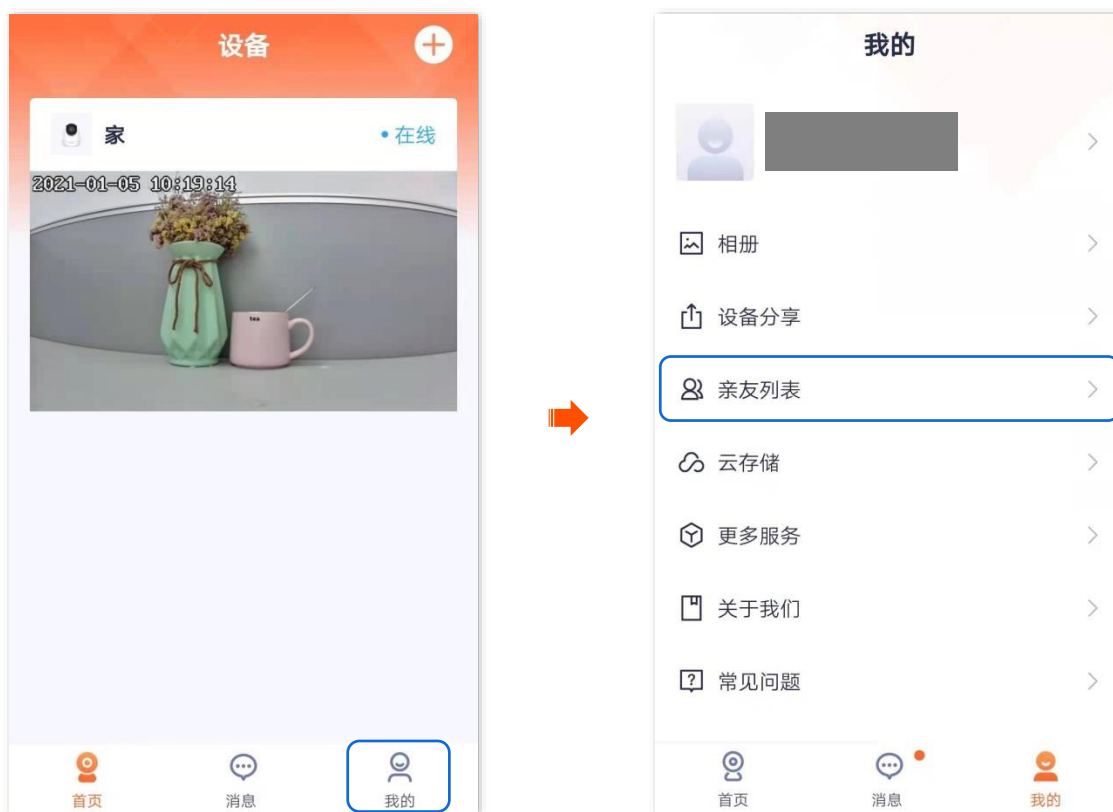 设备
家
在线
2021-01-05 10:19:14
tea
首页
消息
我的
我的
相册
设备分享
亲友列表
云存储
更多服务
关于我们
常见问题
首页
消息
我的